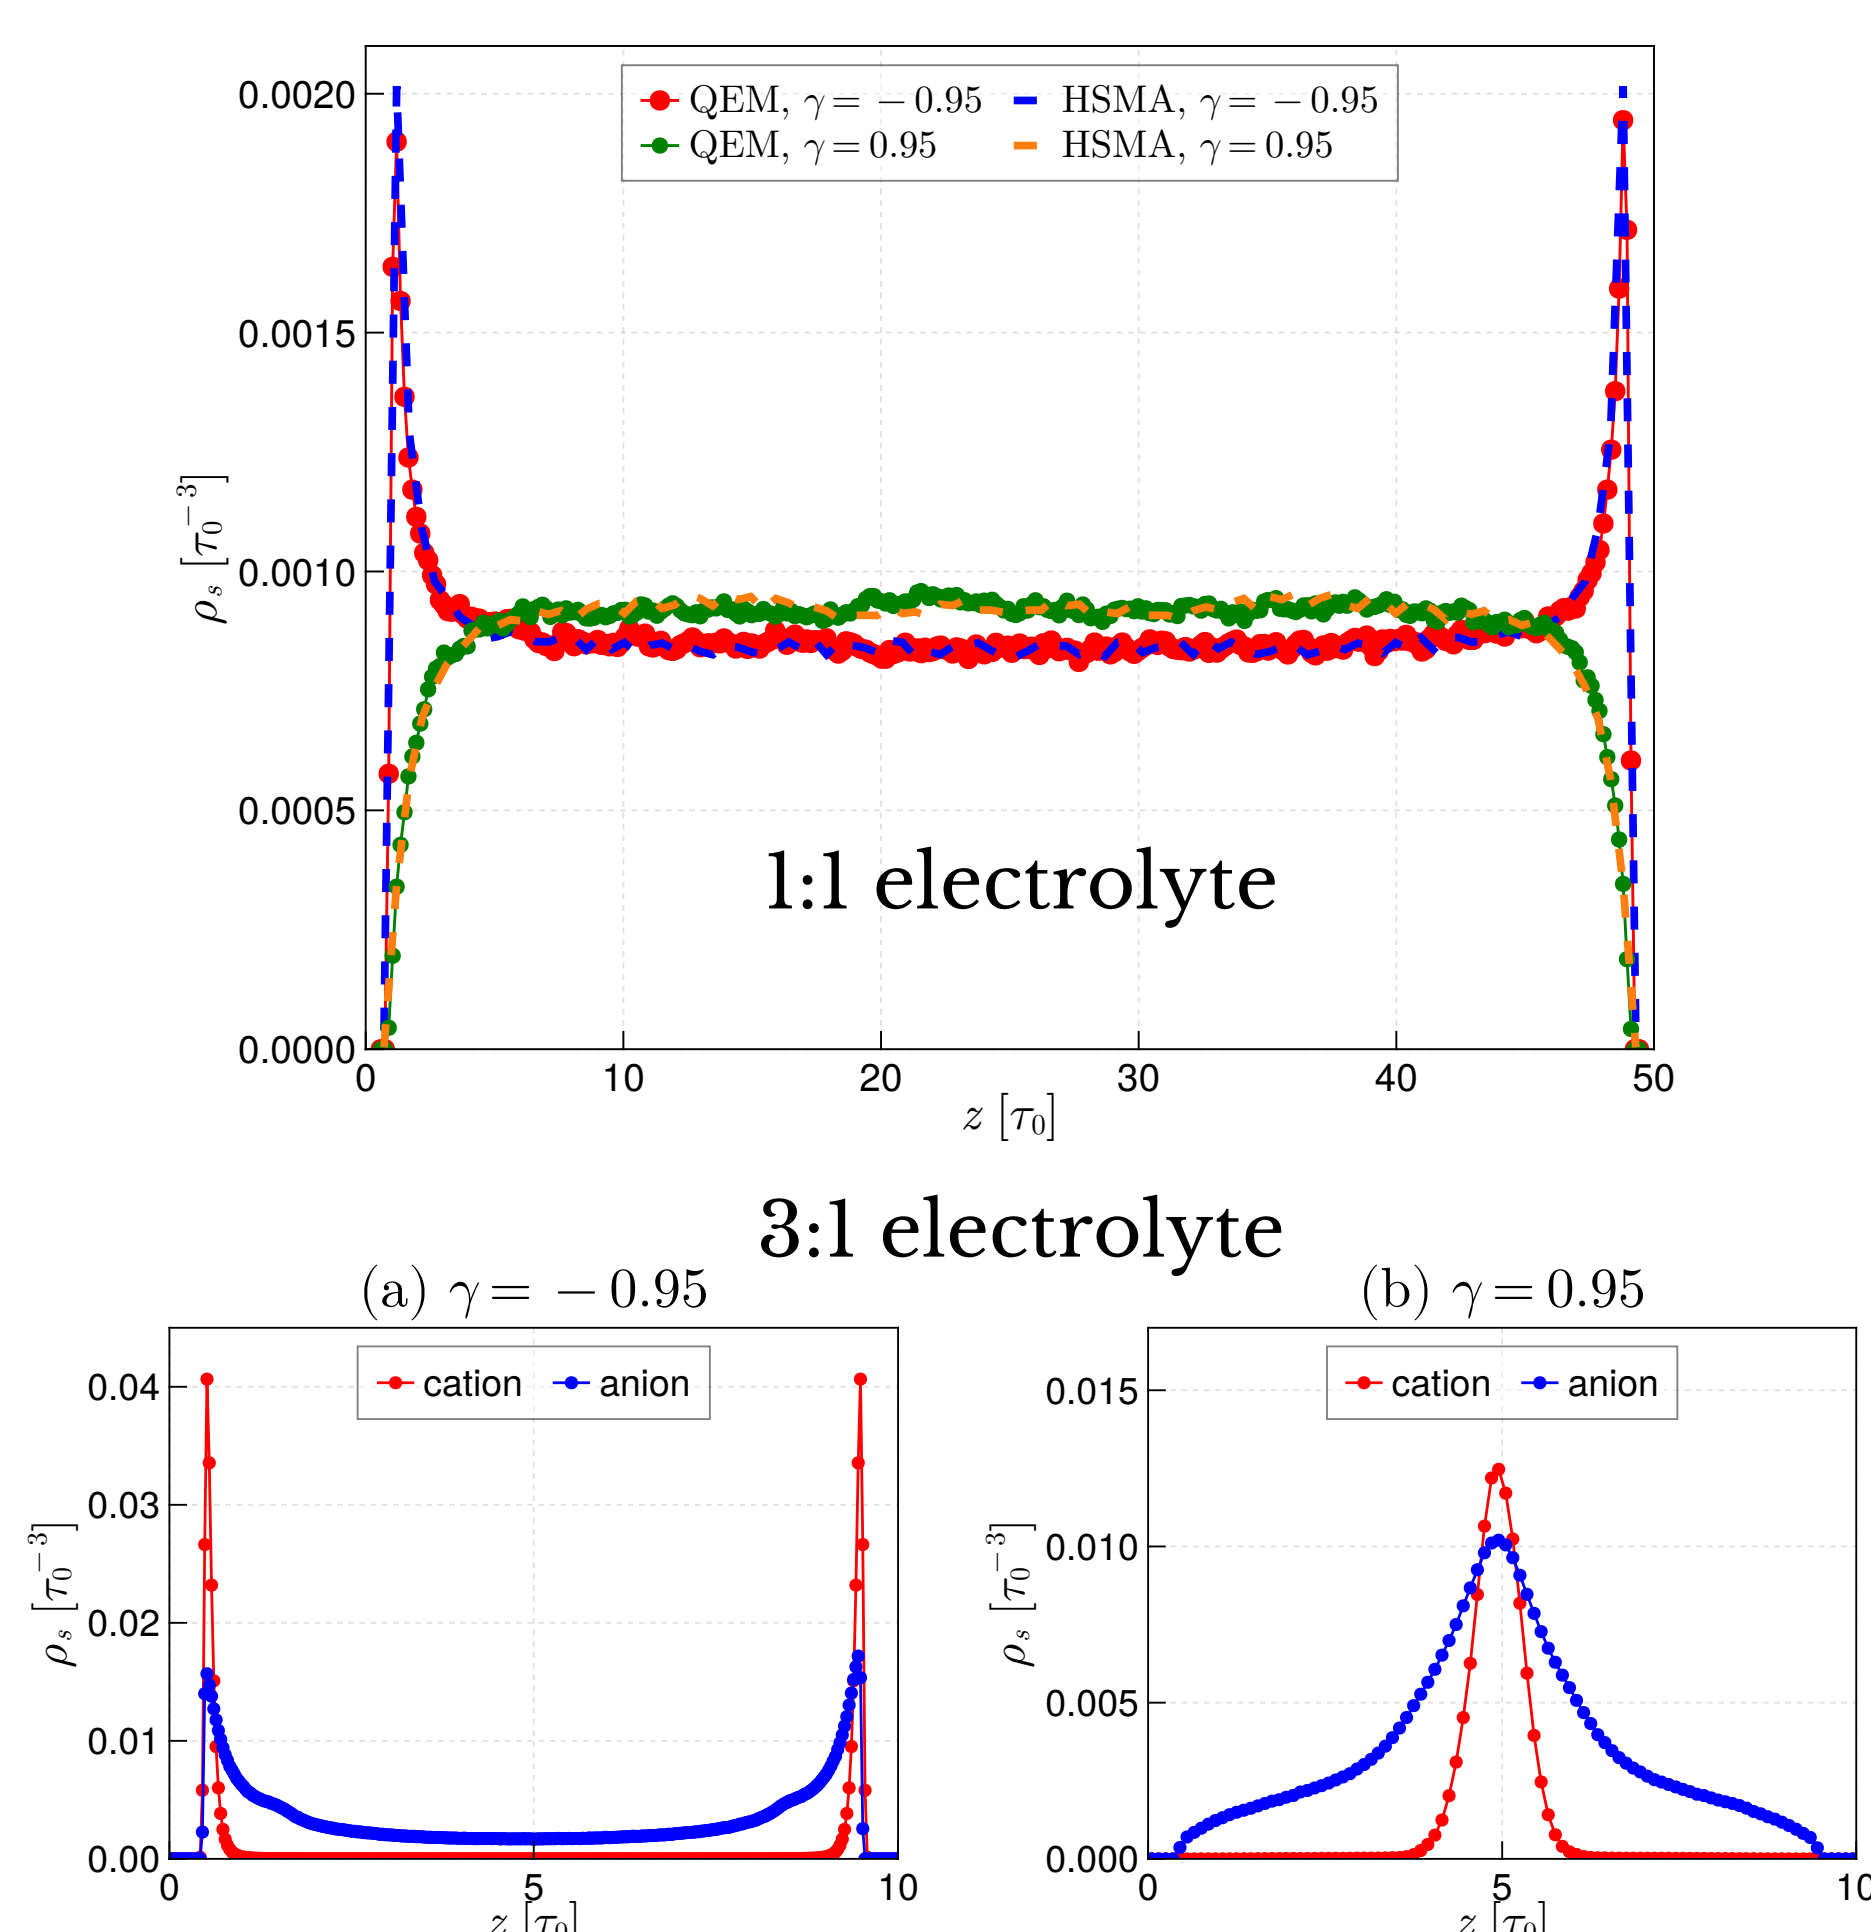 0.0020
0.0015
0.0010
0.0005
0.0000
ρ_s [τ_0^{-3}]
QEM, γ = −0.95 HSMA, γ = −0.95
QEM, γ = 0.95 HSMA, γ = 0.95
1:1 electrolyte
0 10 20 30 40 50
z [τ_0]
3:1 electrolyte
(a) γ = −0.95
0.04
0.03
0.02
0.01
0.00
ρ_s [τ_0^{-3}]
cation anion
0 5 10
z [τ_0]
(b) γ = 0.95
0.015
0.010
0.005
0.000
ρ_s [τ_0^{-3}]
cation anion
0 5 10
z [τ_0]